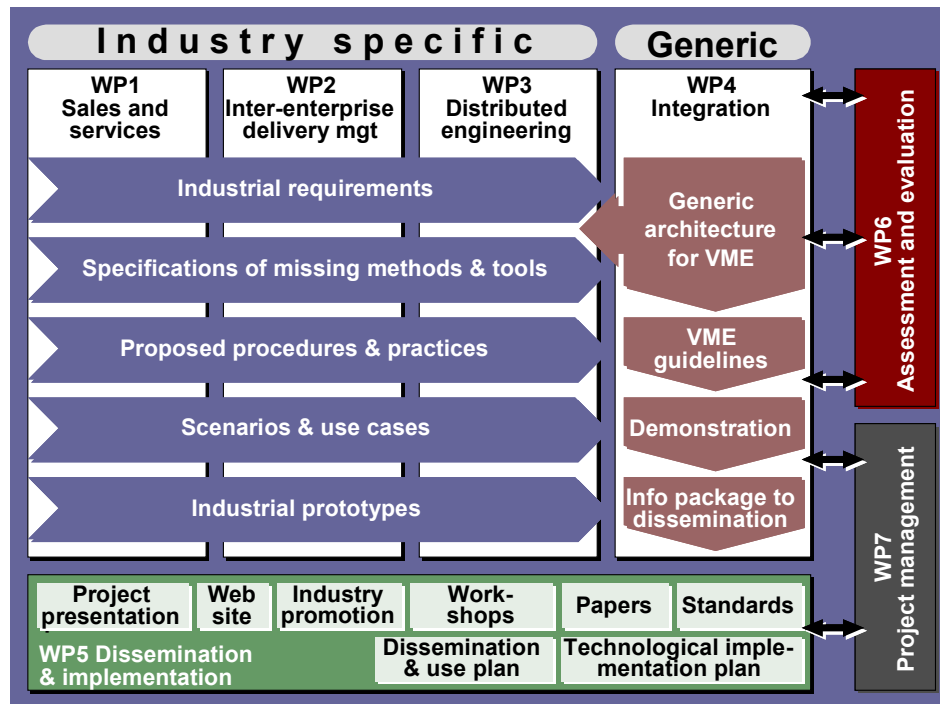 Industry specific
Generic
WP1
Sales and
services
WP2
Inter-enterprise
delivery mgt
WP3
Distributed
engineering
WP4
Integration
Industrial requirements
Specifications of missing methods & tools
Proposed procedures & practices
Scenarios & use cases
Industrial prototypes
Generic
architecture
for VME
VME
guidelines
Demonstration
Info package to
dissemination
WP6
Assessment and evaluation
WP7
Project management
Project
presentation
Web
site
Industry
promotion
Work-
shops
Papers
Standards
WP5 Dissemination
& implementation
Dissemination
& use plan
Technological imple-
mentation plan